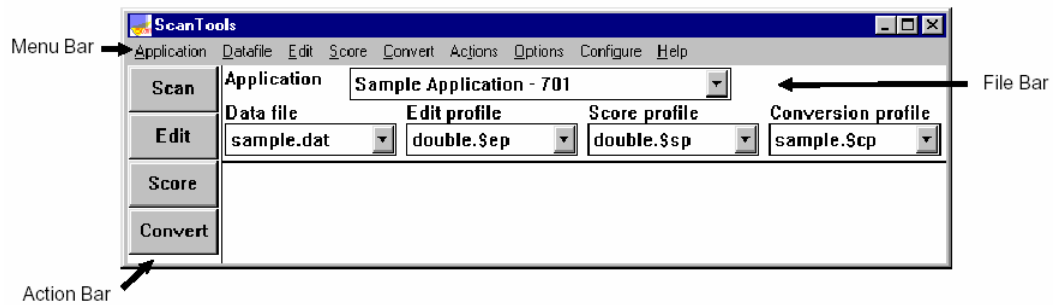 ScanTools
Menu Bar
Application Datafile Edit Score Convert Actions Options Configure Help
Scan
Application
Sample Application - 701
File Bar
Data file Edit profile Score profile Conversion profile
Edit
sample.dat double.$ep double.$sp sample.$cp
Score
Convert
Action Bar